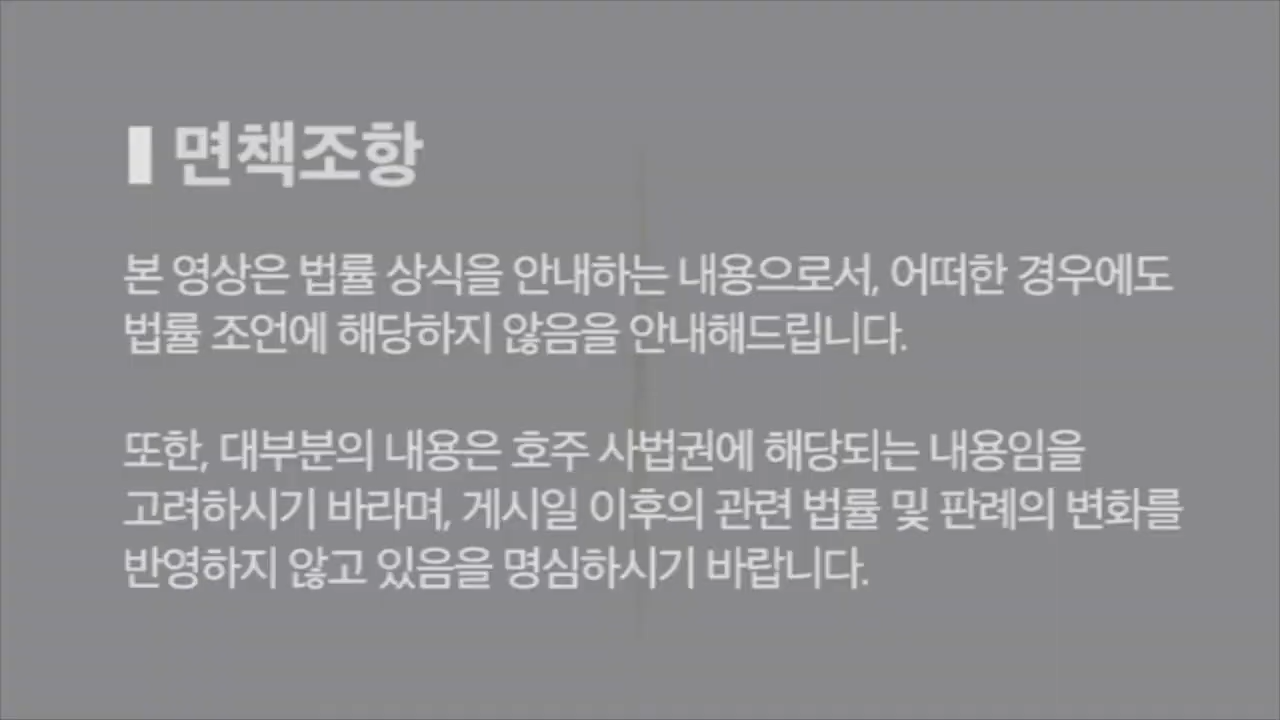 면책조항
본 영상은 법률 상식을 안내하는 내용으로서, 어떠한 경우에도
법률 조언에 해당하지 않음을 안내해드립니다.
또한, 대부분의 내용은 호주 사법권에 해당되는 내용임을
고려하시기 바라며, 게시일 이후의 관련 법률 및 판례의 변화를
반영하지 않고 있음을 명심하시기 바랍니다.